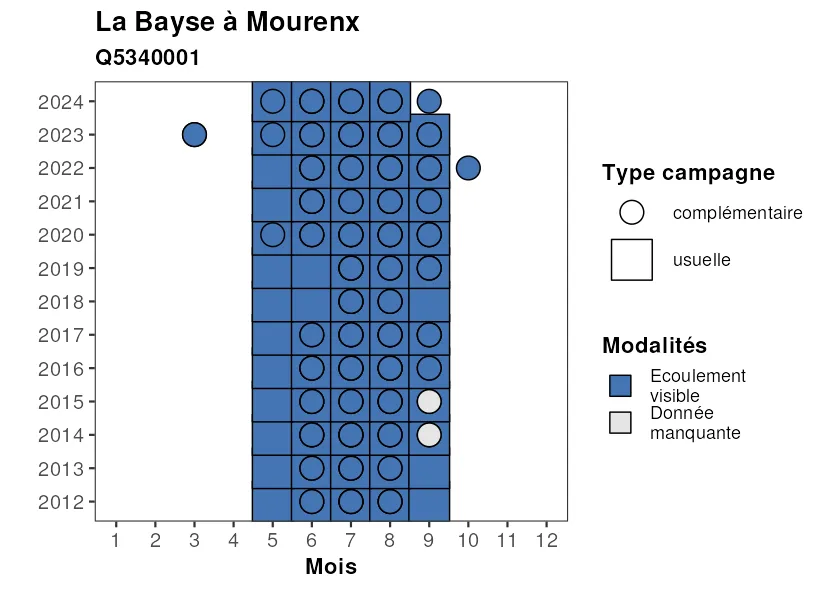 La Bayse à Mourenx
Q5340001
2024
2023
2022
2021
2020
2019
2018
2017
2016
2015
2014
2013
2012
1 2 3 4 5 6 7 8 9 10 11 12
Mois
Type campagne
complémentaire
usuelle
Modalités
Ecoulement
visible
Donnée
manquante